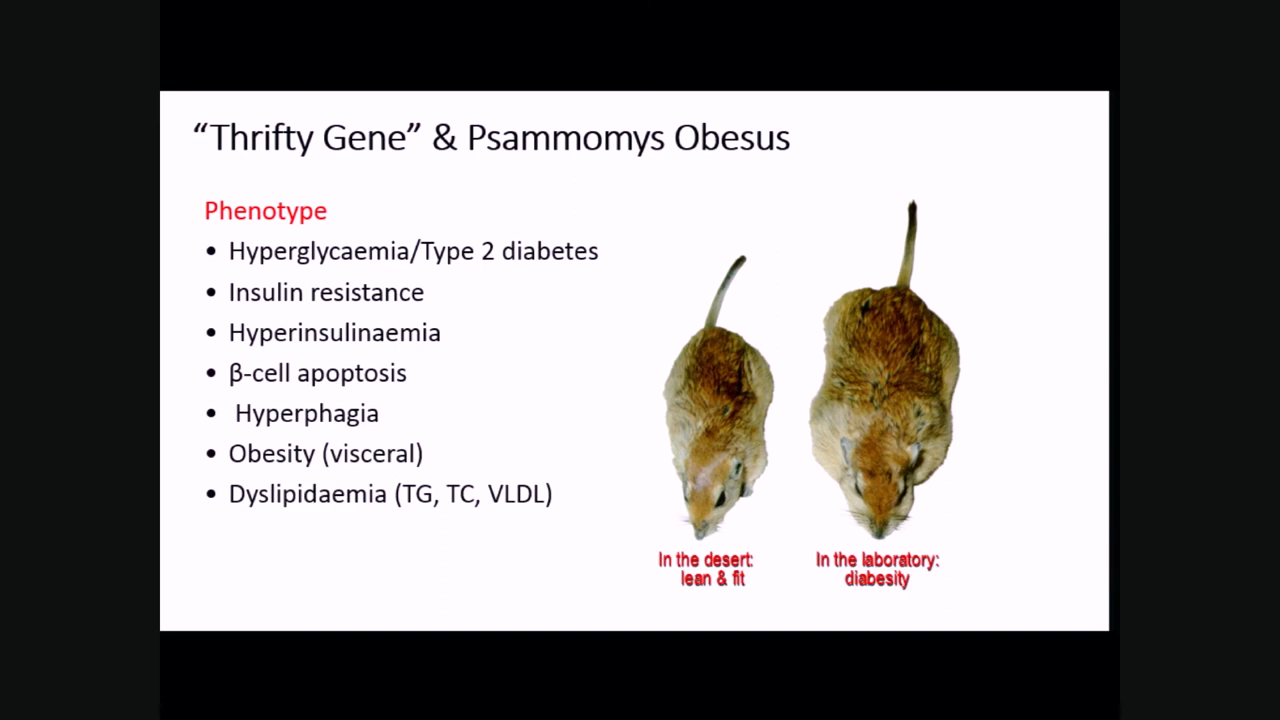 “Thrifty Gene” & Psammomys Obesus
Phenotype
• Hyperglycaemia/Type 2 diabetes
• Insulin resistance
• Hyperinsulinaemia
• β-cell apoptosis
• Hyperphagia
• Obesity (visceral)
• Dyslipidaemia (TG, TC, VLDL)
In the desert:
lean & fit
In the laboratory:
diabesity